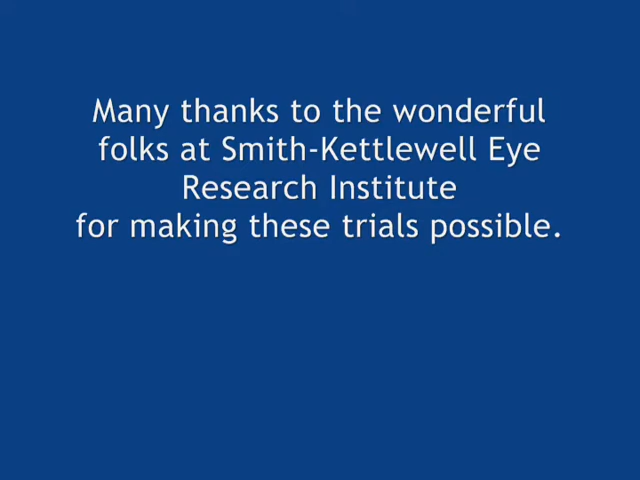 Many thanks to the wonderful
folks at Smith-Kettlewell Eye
Research Institute
for making these trials possible.